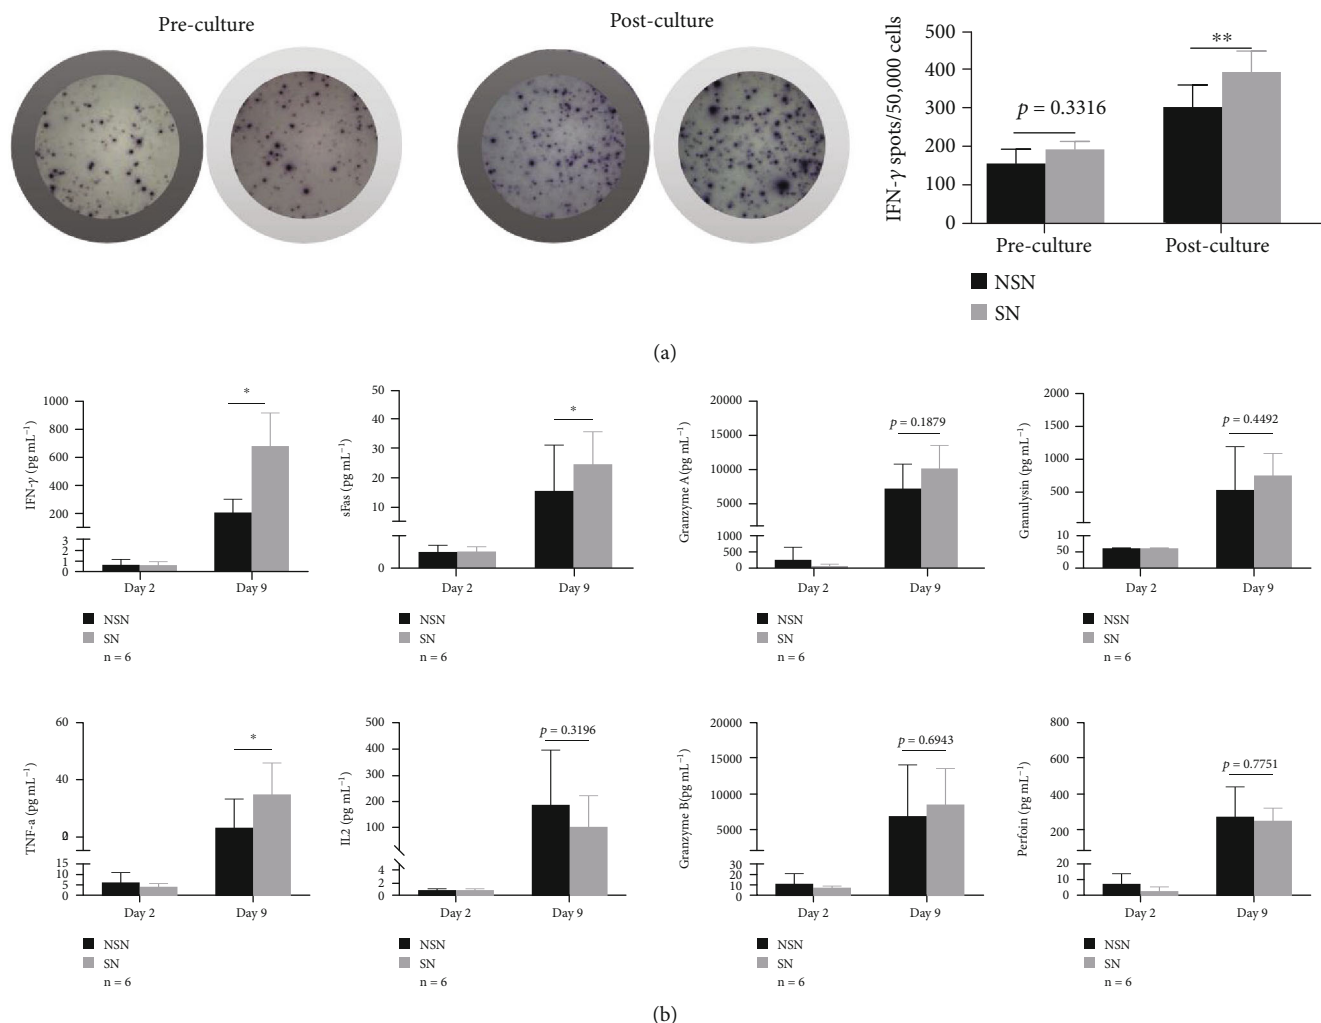 Pre-culture
Post-culture
IFN-γ spots/50,000 cells
500
400
300
200
100
0
p = 0.3316
**
Pre-culture
Post-culture
NSN
SN
(a)
IFN-γ (pg mL−1)
1000
800
600
400
200
3
2
1
0
*
Day 2
Day 9
NSN
SN
n = 6
sFas (pg mL−1)
50
40
30
20
10
0
*
Day 2
Day 9
NSN
SN
n = 6
Granzyme A(pg mL−1)
20000
15000
10000
5000
1000
500
0
p = 0.1879
Day 2
Day 9
NSN
SN
n = 6
Granulysin (pg mL−1)
2000
1500
1000
500
10
50
0
p = 0.4492
Day 2
Day 9
NSN
SN
n = 6
TNF-a (pg mL−1)
60
40
15
10
5
0
*
Day 2
Day 9
NSN
SN
n = 6
IL2 (pg mL−1)
500
400
300
200
100
4
2
0
p = 0.3196
Day 2
Day 9
NSN
SN
n = 6
Granzyme B(pg mL−1)
20000
15000
10000
5000
30
20
10
0
p = 0.6943
Day 2
Day 9
NSN
SN
n = 6
Perfoin (pg mL−1)
800
600
400
200
20
10
0
p = 0.7751
Day 2
Day 9
NSN
SN
n = 6
(b)